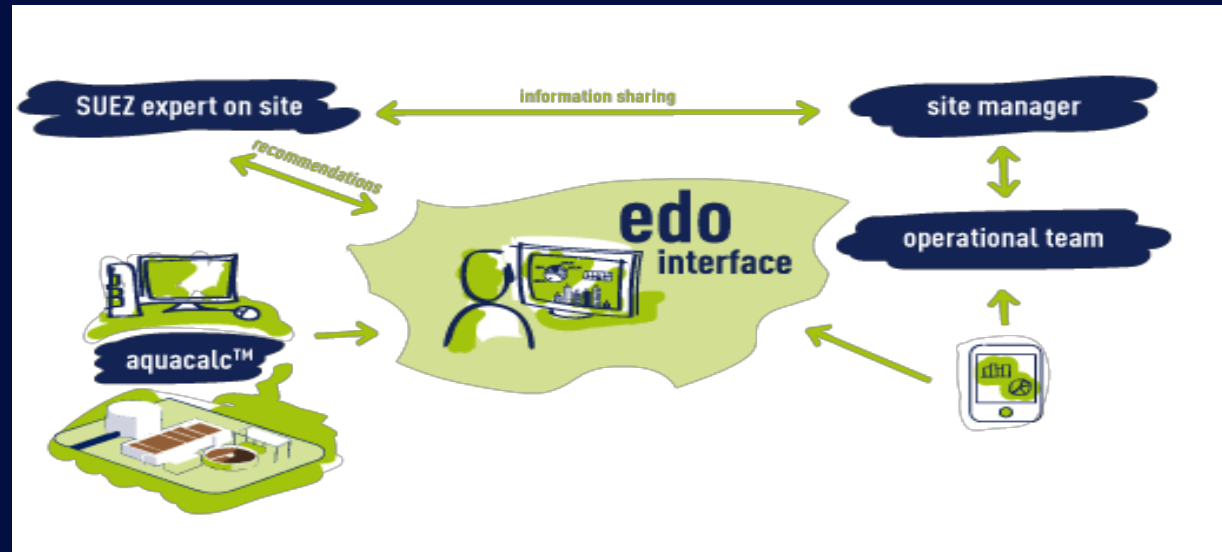 SUEZ expert on site
information sharing
site manager
recommendations
edo
interface
operational team
aquacalc™